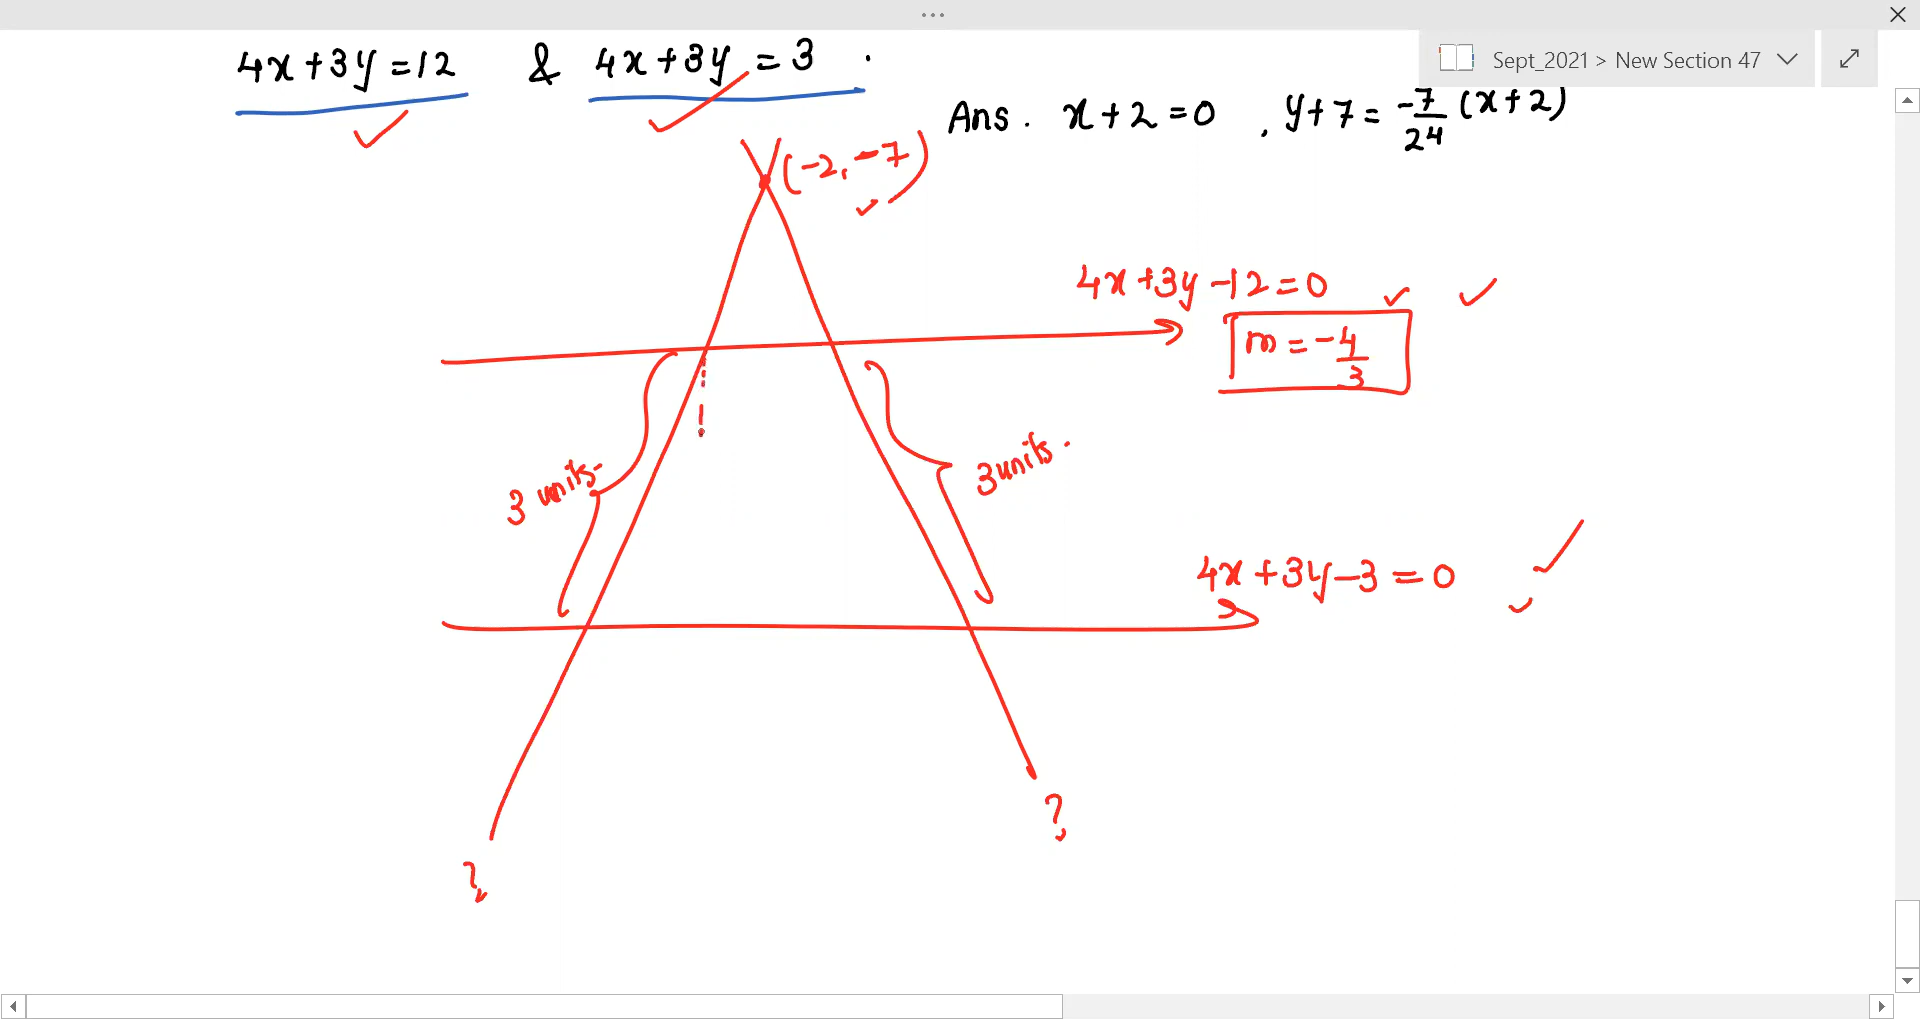 4x+3y=12 & 4x+3y=3.
Sept_2021 > New Section 47
Ans. x+2=0 , y+7= -7/24 (x+2)
(-2, -7)
4x+3y-12=0
m = -4/3
3 units.
3 units.
4x+3y-3=0
?
?